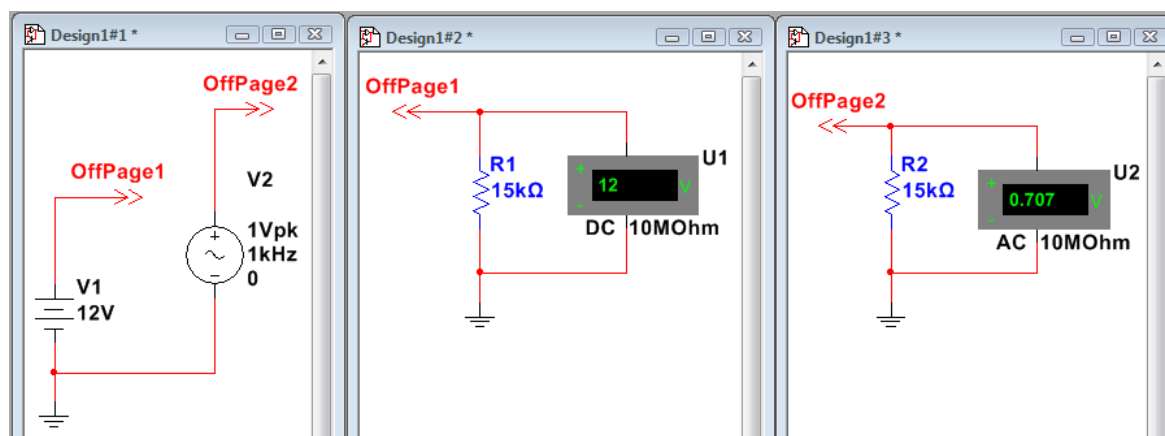 Design1#1 *
OffPage2
OffPage1
V2
1Vpk
1kHz
0
V1
12V
Design1#2 *
OffPage1
R1
15kΩ
U1
+
12 V
-
DC 10MOhm
Design1#3 *
OffPage2
R2
15kΩ
U2
+
0.707 V
-
AC 10MOhm